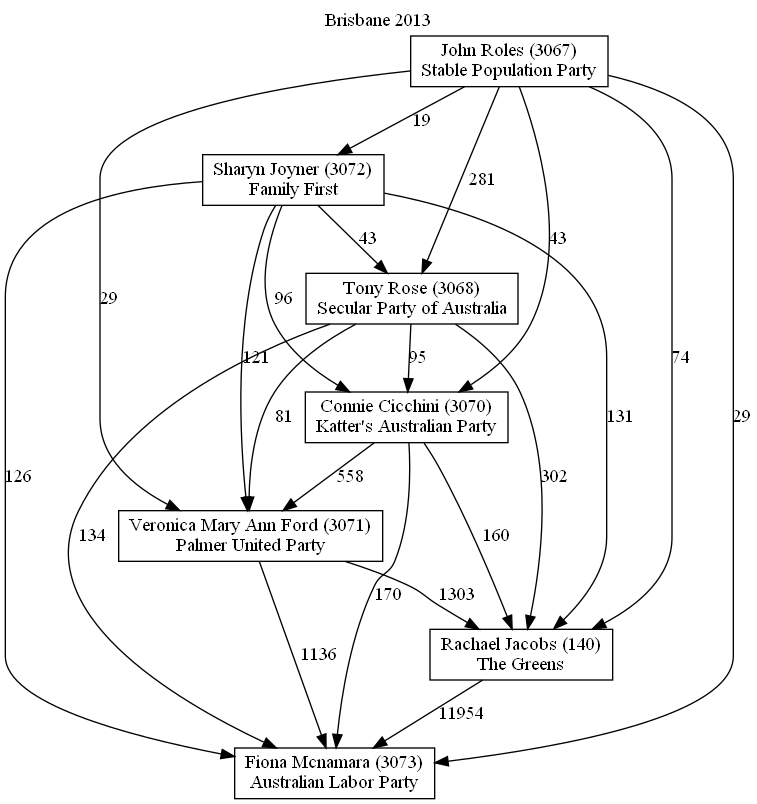 Brisbane 2013
John Roles (3067)
Stable Population Party
19
Sharyn Joyner (3072)
Family First
281
43
43
Tony Rose (3068)
Secular Party of Australia
29
96
121
95
74
Connie Cicchini (3070)
Katter's Australian Party
81
131
29
126
558
302
Veronica Mary Ann Ford (3071)
Palmer United Party
134
160
170
1303
Rachael Jacobs (140)
The Greens
1136
11954
Fiona Mcnamara (3073)
Australian Labor Party